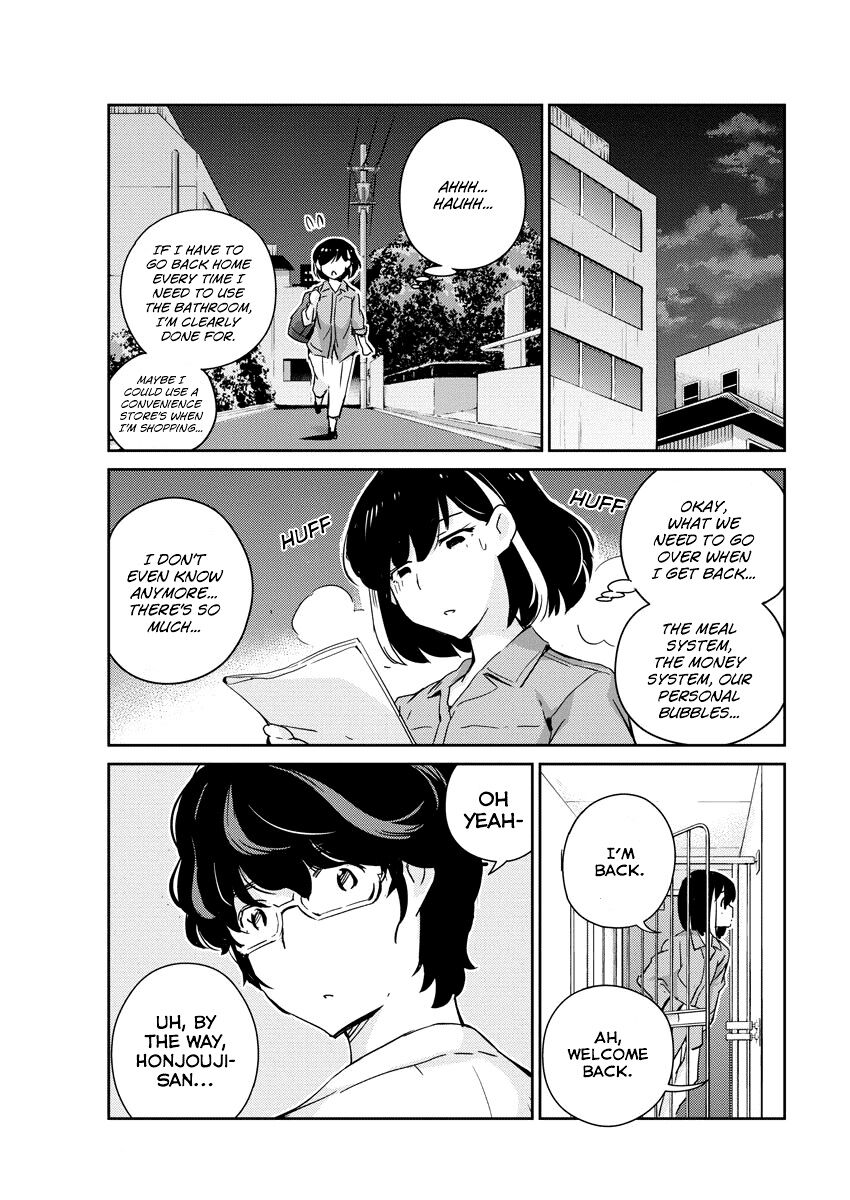 AHHH...
HAUHH...
IF I HAVE TO
GO BACK HOME
EVERY TIME I
NEED TO USE
THE BATHROOM,
I'M CLEARLY
DONE FOR.
MAYBE I
COULD USE A
CONVENIENCE
STORE'S WHEN
I'M SHOPPING...
OKAY,
WHAT WE
NEED TO GO
OVER WHEN
I GET BACK...
THE MEAL
SYSTEM,
THE MONEY
SYSTEM, OUR
PERSONAL
BUBBLES...
HUFF
HUFF
I DON'T
EVEN KNOW
ANYMORE...
THERE'S SO
MUCH...
I'M
BACK.
AH,
WELCOME
BACK.
OH
YEAH-
UH, BY
THE WAY,
HONJOUJI-
SAN...